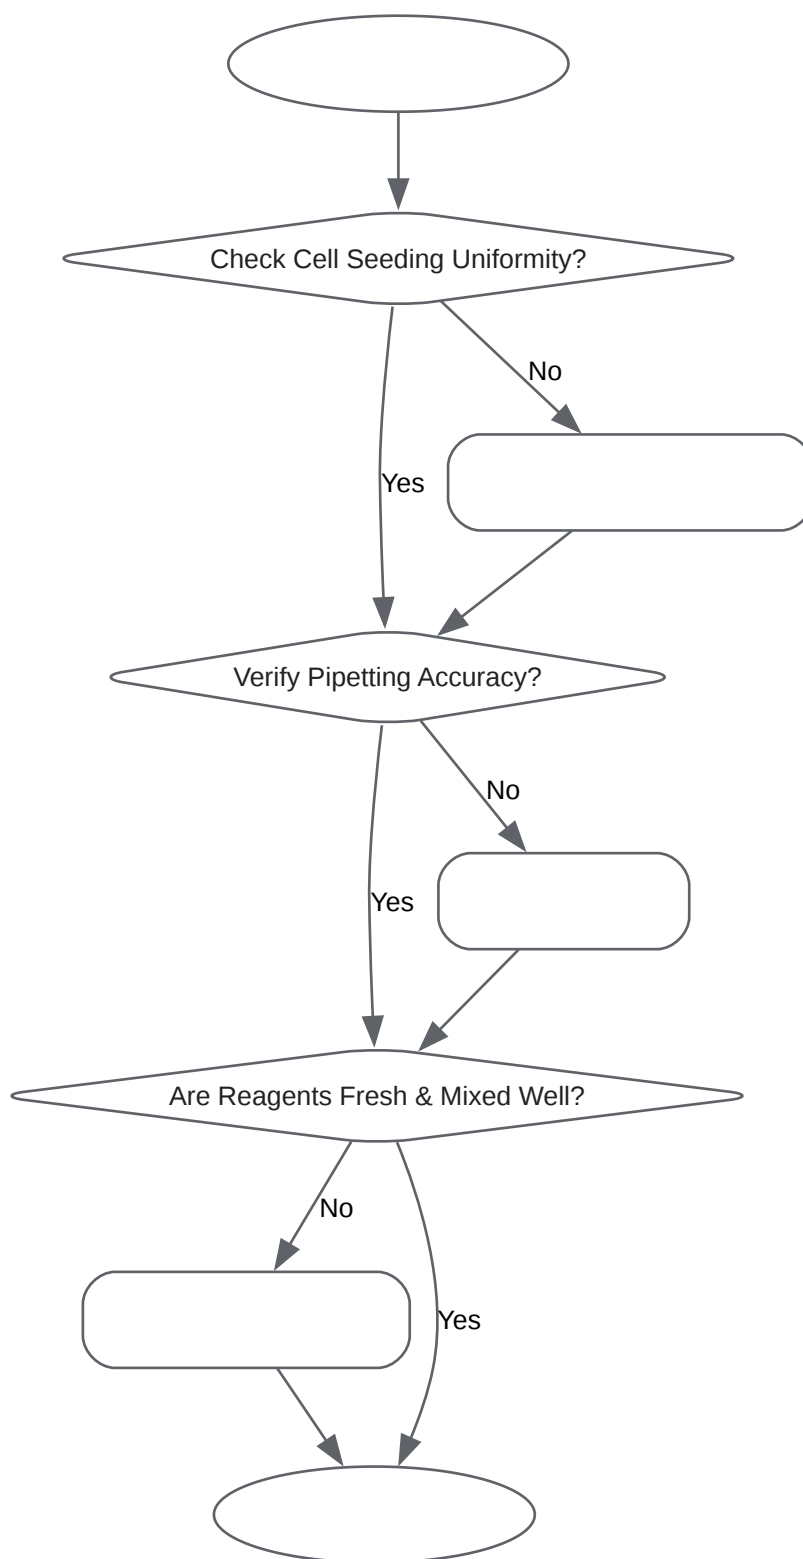 Check Cell Seeding Uniformity?
No
Yes
Verify Pipetting Accuracy?
No
Yes
Are Reagents Fresh & Mixed Well?
No
Yes